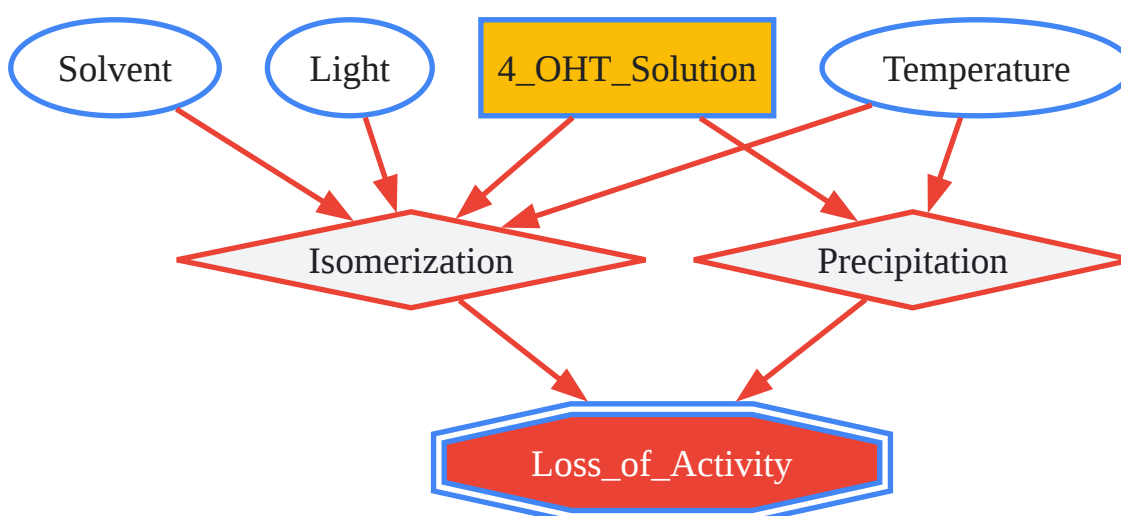 Solvent
Light
4_OHT_Solution
Temperature
Isomerization
Precipitation
Loss_of_Activity